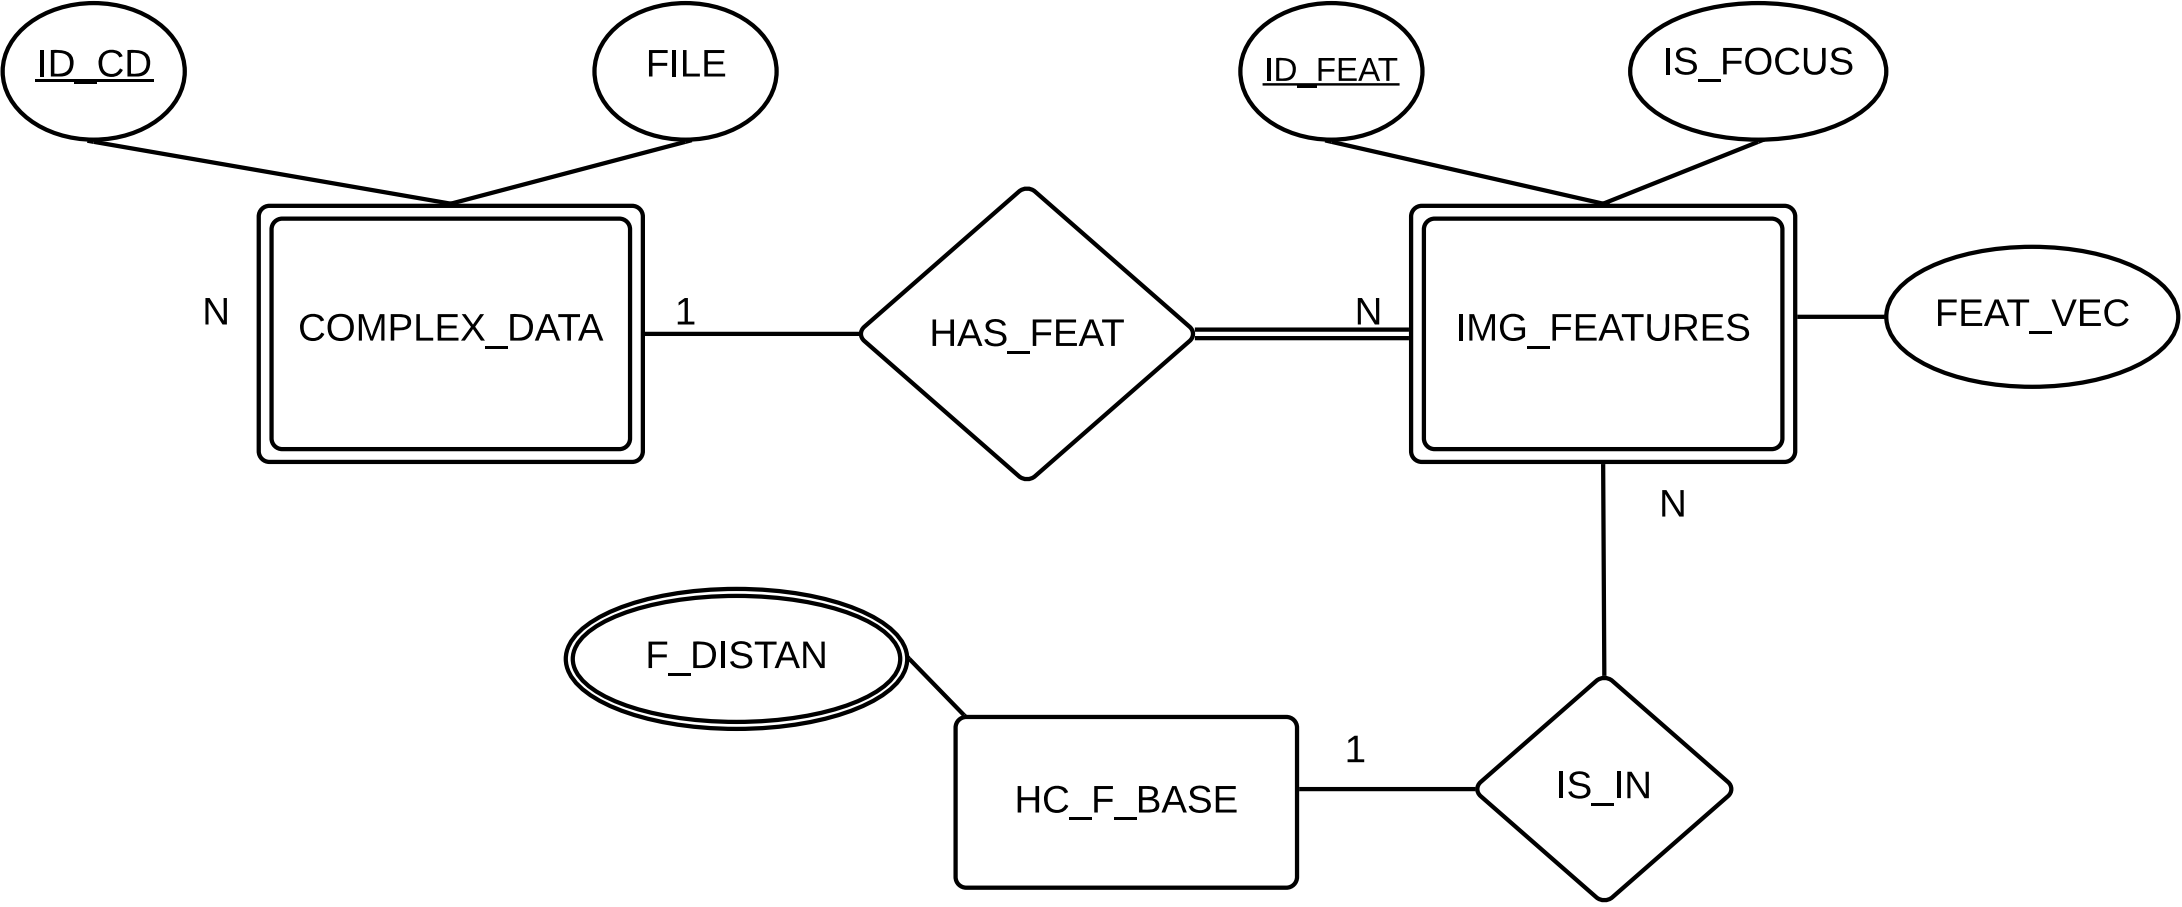 ID_CD
FILE
ID_FEAT
IS_FOCUS
N
COMPLEX_DATA
1
HAS_FEAT
N
IMG_FEATURES
FEAT_VEC
N
F_DISTAN
HC_F_BASE
1
IS_IN